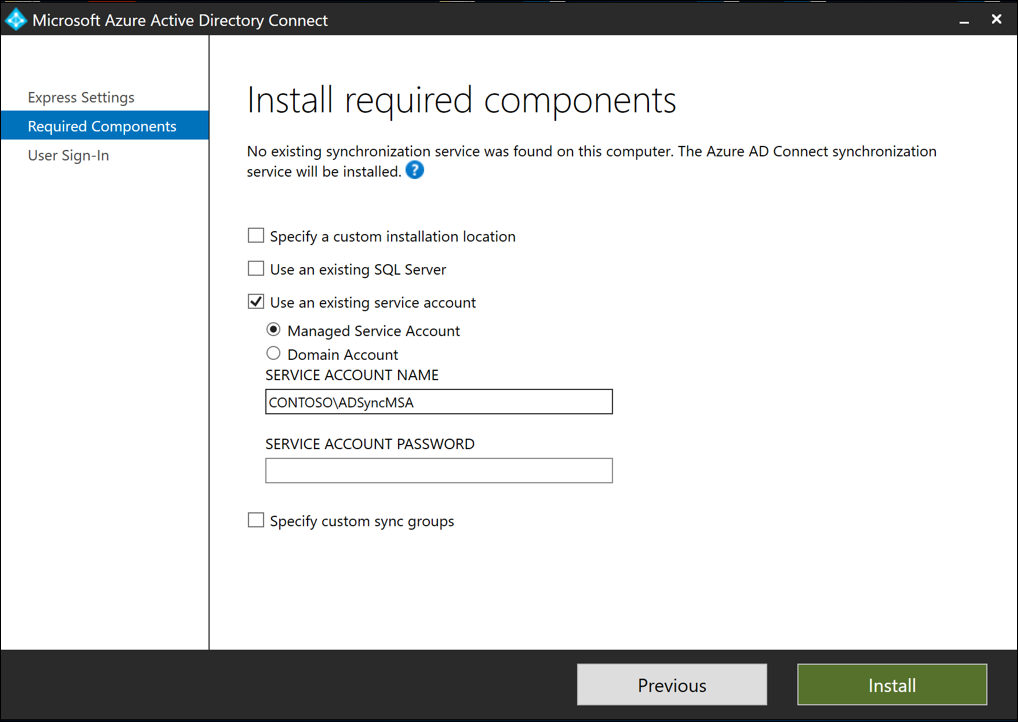 Microsoft Azure Active Directory Connect
Express Settings
Required Components
User Sign-In
Install required components
No existing synchronization service was found on this computer. The Azure AD Connect synchronization
service will be installed. ?
Specify a custom installation location
Use an existing SQL Server
Use an existing service account
Managed Service Account
Domain Account
SERVICE ACCOUNT NAME
CONTOSO\ADSyncMSA
SERVICE ACCOUNT PASSWORD
Specify custom sync groups
Previous
Install